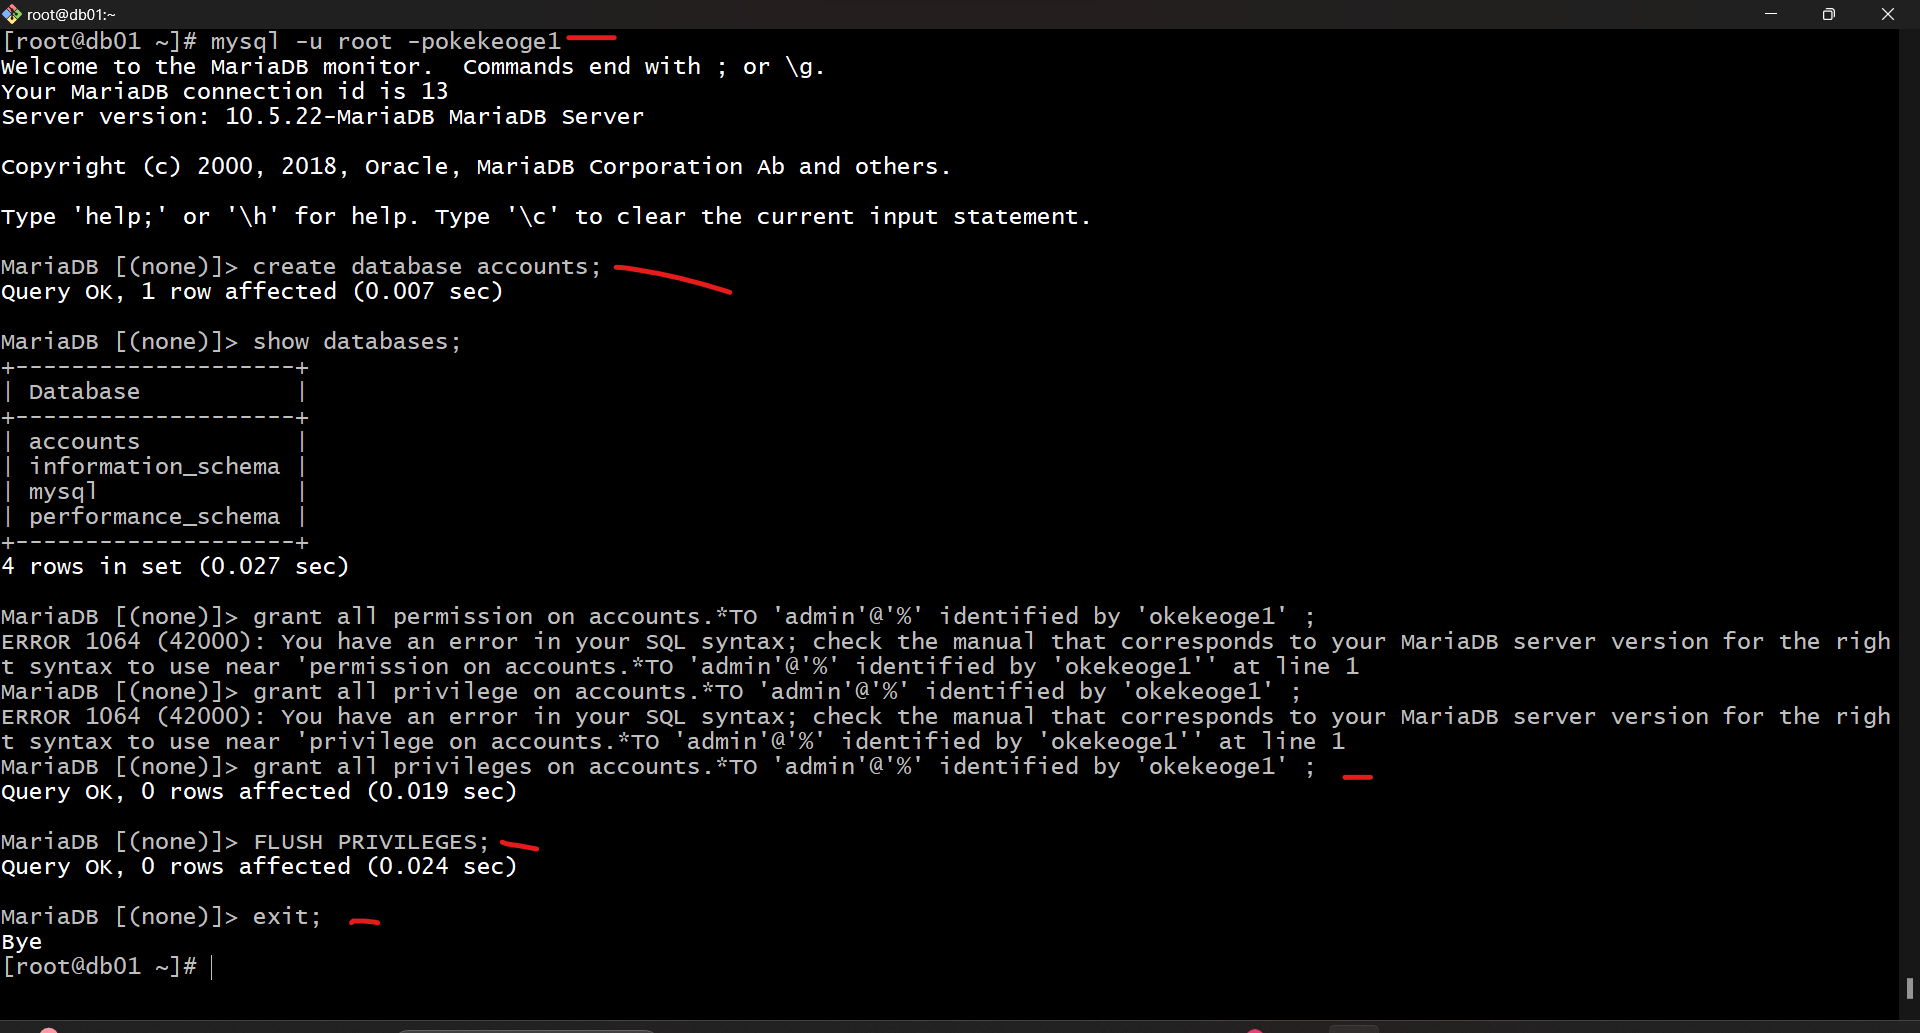 root@db01:~
[root@db01 ~]# mysql -u root -pokekeoge1
Welcome to the MariaDB monitor.  Commands end with ; or \g.
Your MariaDB connection id is 13
Server version: 10.5.22-MariaDB MariaDB Server
Copyright (c) 2000, 2018, Oracle, MariaDB Corporation Ab and others.
Type 'help;' or '\h' for help. Type '\c' to clear the current input statement.
MariaDB [(none)]> create database accounts;
Query OK, 1 row affected (0.007 sec)
MariaDB [(none)]> show databases;
+--------------------+
| Database           |
+--------------------+
| accounts           |
| information_schema |
| mysql              |
| performance_schema |
+--------------------+
4 rows in set (0.027 sec)
MariaDB [(none)]> grant all permission on accounts.*TO 'admin'@'%' identified by 'okekeoge1' ;
ERROR 1064 (42000): You have an error in your SQL syntax; check the manual that corresponds to your MariaDB server version for the righ
t syntax to use near 'permission on accounts.*TO 'admin'@'%' identified by 'okekeoge1'' at line 1
MariaDB [(none)]> grant all privilege on accounts.*TO 'admin'@'%' identified by 'okekeoge1' ;
ERROR 1064 (42000): You have an error in your SQL syntax; check the manual that corresponds to your MariaDB server version for the righ
t syntax to use near 'privilege on accounts.*TO 'admin'@'%' identified by 'okekeoge1'' at line 1
MariaDB [(none)]> grant all privileges on accounts.*TO 'admin'@'%' identified by 'okekeoge1' ;
Query OK, 0 rows affected (0.019 sec)
MariaDB [(none)]> FLUSH PRIVILEGES;
Query OK, 0 rows affected (0.024 sec)
MariaDB [(none)]> exit;
Bye
[root@db01 ~]#